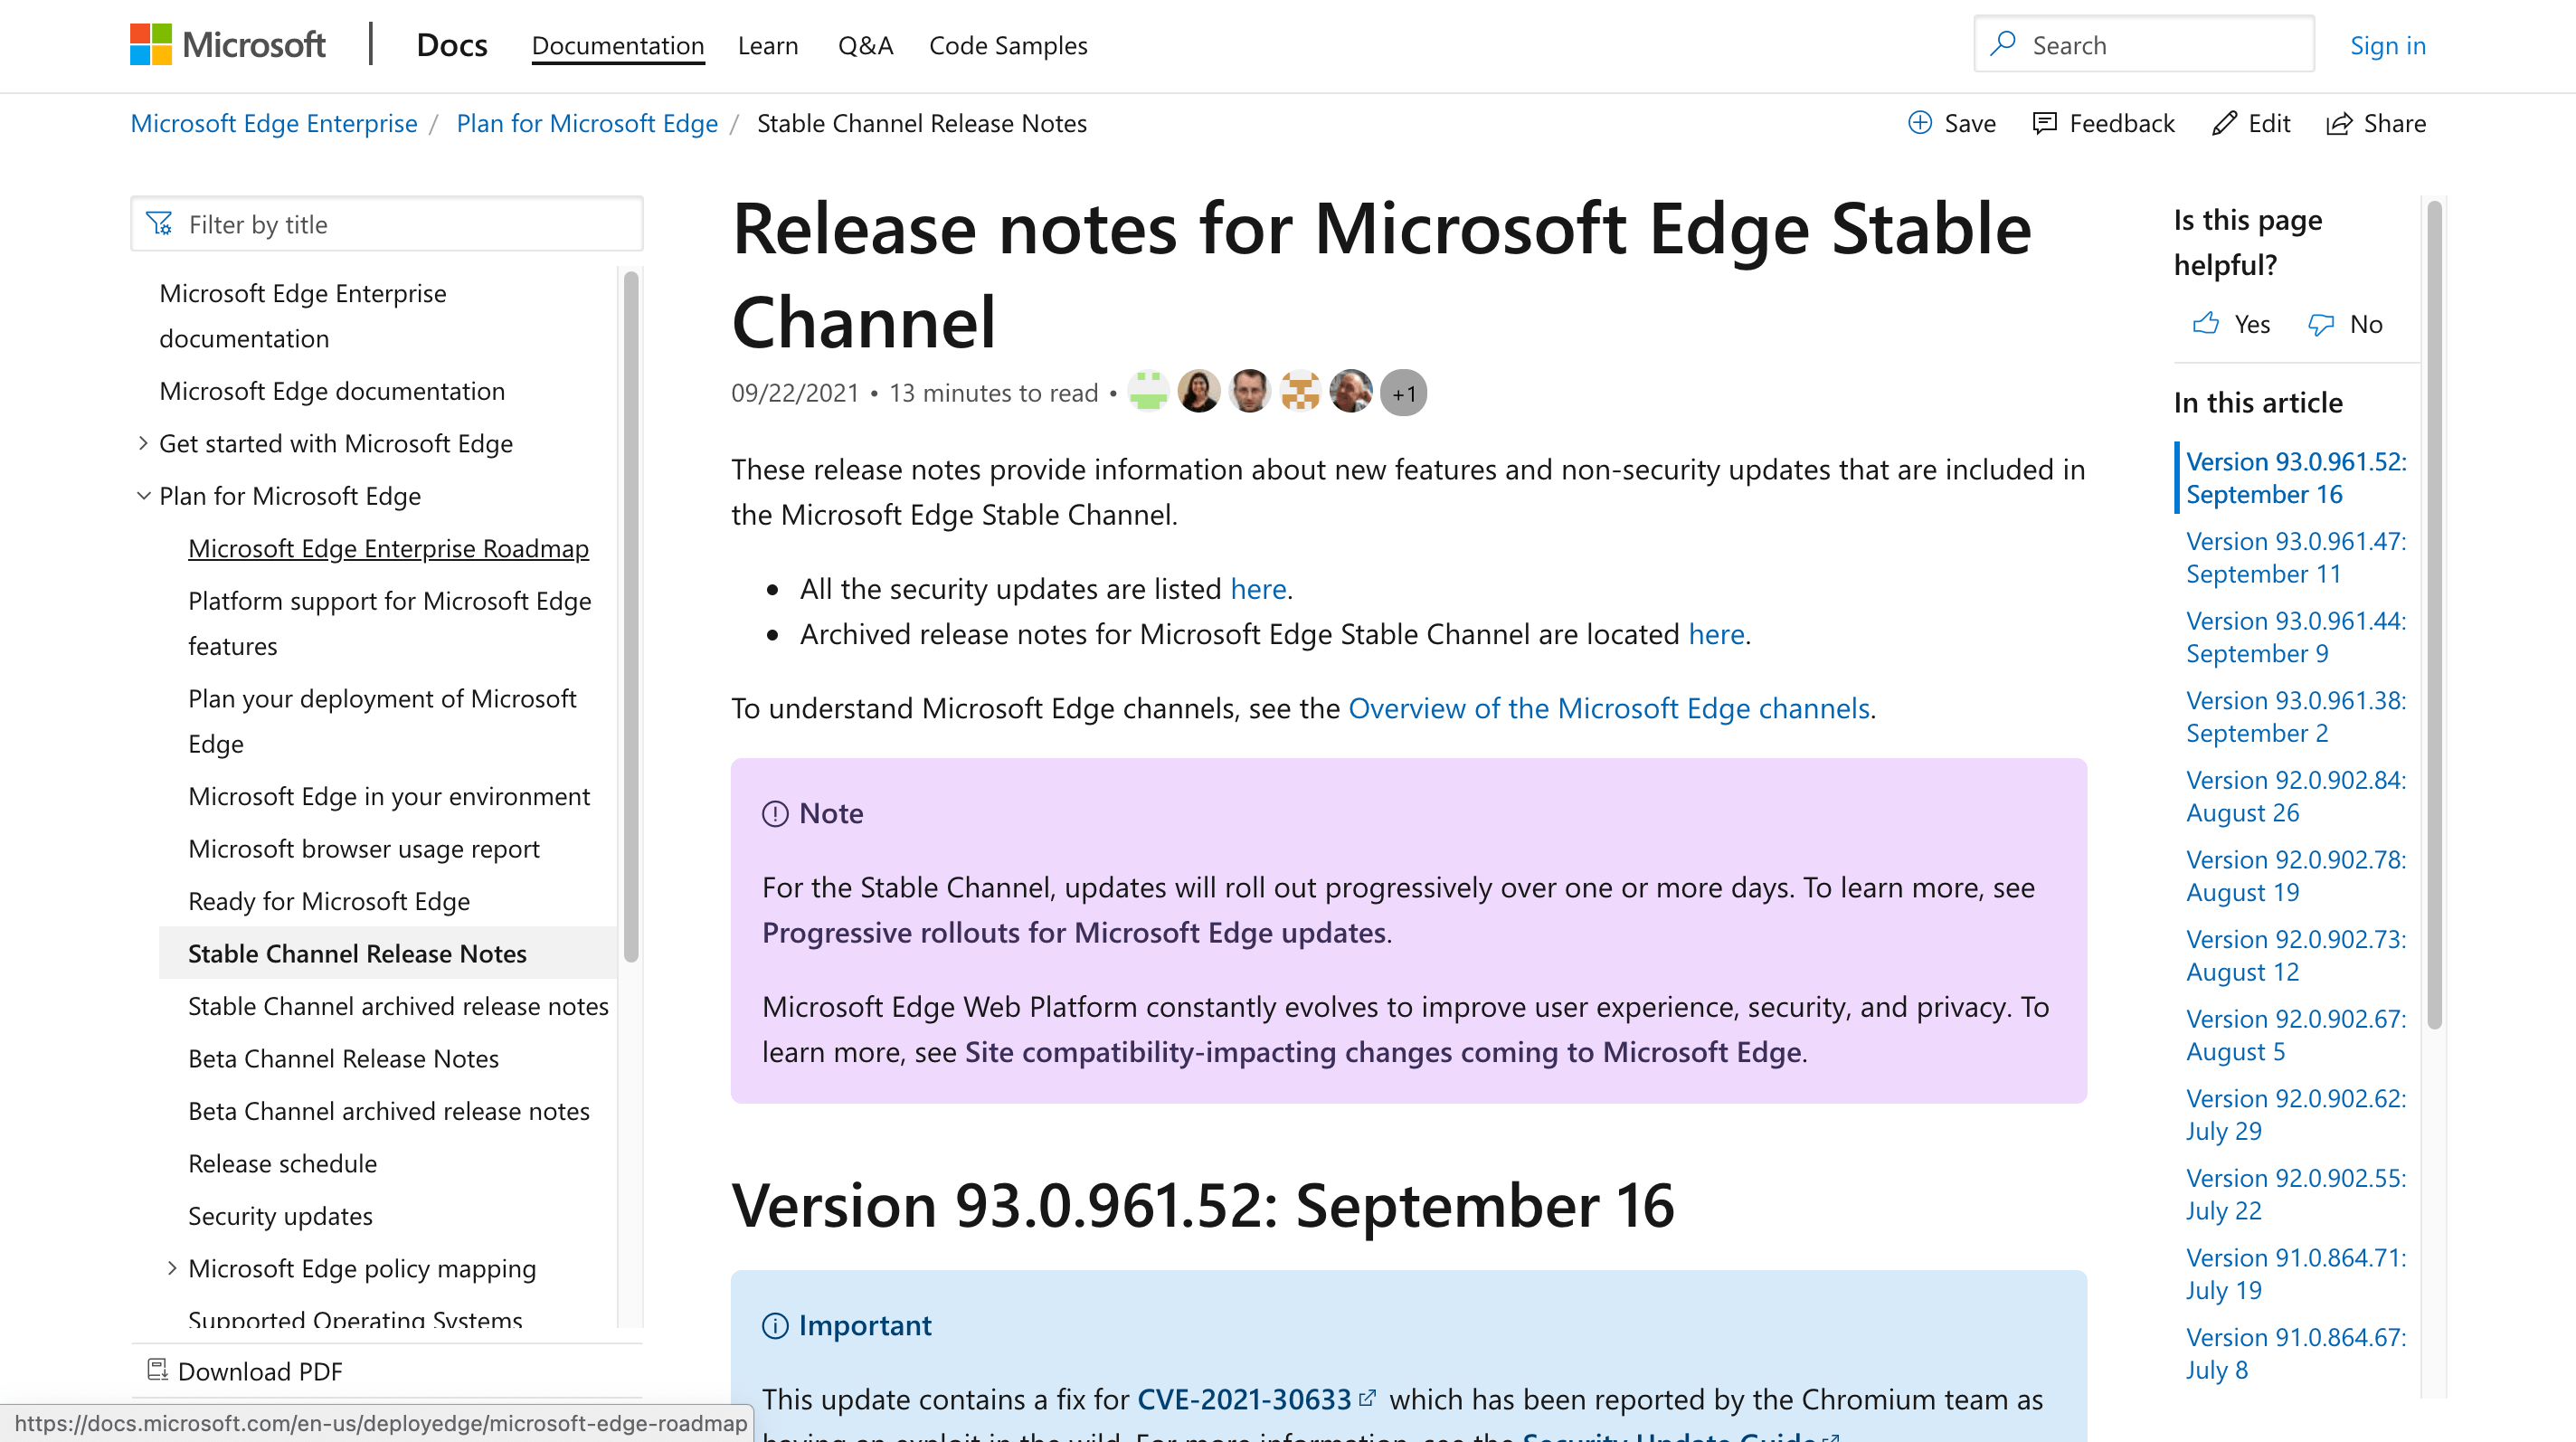 Microsoft
Docs
Documentation
Learn
Q&A
Code Samples
Search
Sign in
Microsoft Edge Enterprise / Plan for Microsoft Edge / Stable Channel Release Notes
Save
Feedback
Edit
Share
Filter by title
Microsoft Edge Enterprise
documentation
Microsoft Edge documentation
Get started with Microsoft Edge
Plan for Microsoft Edge
Microsoft Edge Enterprise Roadmap
Platform support for Microsoft Edge
features
Plan your deployment of Microsoft
Edge
Microsoft Edge in your environment
Microsoft browser usage report
Ready for Microsoft Edge
Stable Channel Release Notes
Stable Channel archived release notes
Beta Channel Release Notes
Beta Channel archived release notes
Release schedule
Security updates
Microsoft Edge policy mapping
Supported Operating Systems
Download PDF
https://docs.microsoft.com/en-us/deployedge/microsoft-edge-roadmap
Release notes for Microsoft Edge Stable
Channel
09/22/2021 • 13 minutes to read • +1
These release notes provide information about new features and non-security updates that are included in
the Microsoft Edge Stable Channel.
• All the security updates are listed here.
• Archived release notes for Microsoft Edge Stable Channel are located here.
To understand Microsoft Edge channels, see the Overview of the Microsoft Edge channels.
Note
For the Stable Channel, updates will roll out progressively over one or more days. To learn more, see
Progressive rollouts for Microsoft Edge updates.
Microsoft Edge Web Platform constantly evolves to improve user experience, security, and privacy. To
learn more, see Site compatibility-impacting changes coming to Microsoft Edge.
Version 93.0.961.52: September 16
Important
This update contains a fix for CVE-2021-30633 which has been reported by the Chromium team as
having an exploit in the wild. For more information, see the Security Update Guide
Is this page
helpful?
Yes
No
In this article
Version 93.0.961.52:
September 16
Version 93.0.961.47:
September 11
Version 93.0.961.44:
September 9
Version 93.0.961.38:
September 2
Version 92.0.902.84:
August 26
Version 92.0.902.78:
August 19
Version 92.0.902.73:
August 12
Version 92.0.902.67:
August 5
Version 92.0.902.62:
July 29
Version 92.0.902.55:
July 22
Version 91.0.864.71:
July 19
Version 91.0.864.67:
July 8